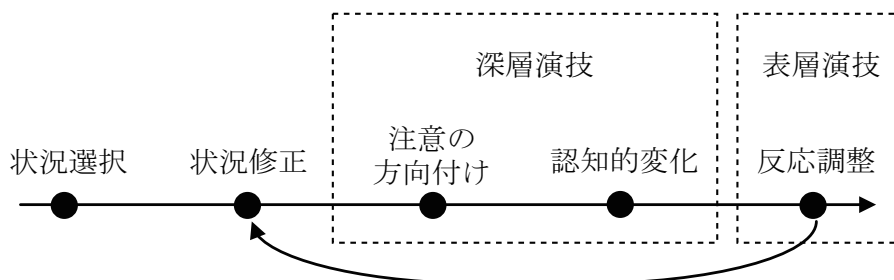 深層演技
表層演技
状況選択
状況修正
注意の
方向付け
認知的変化
反応調整